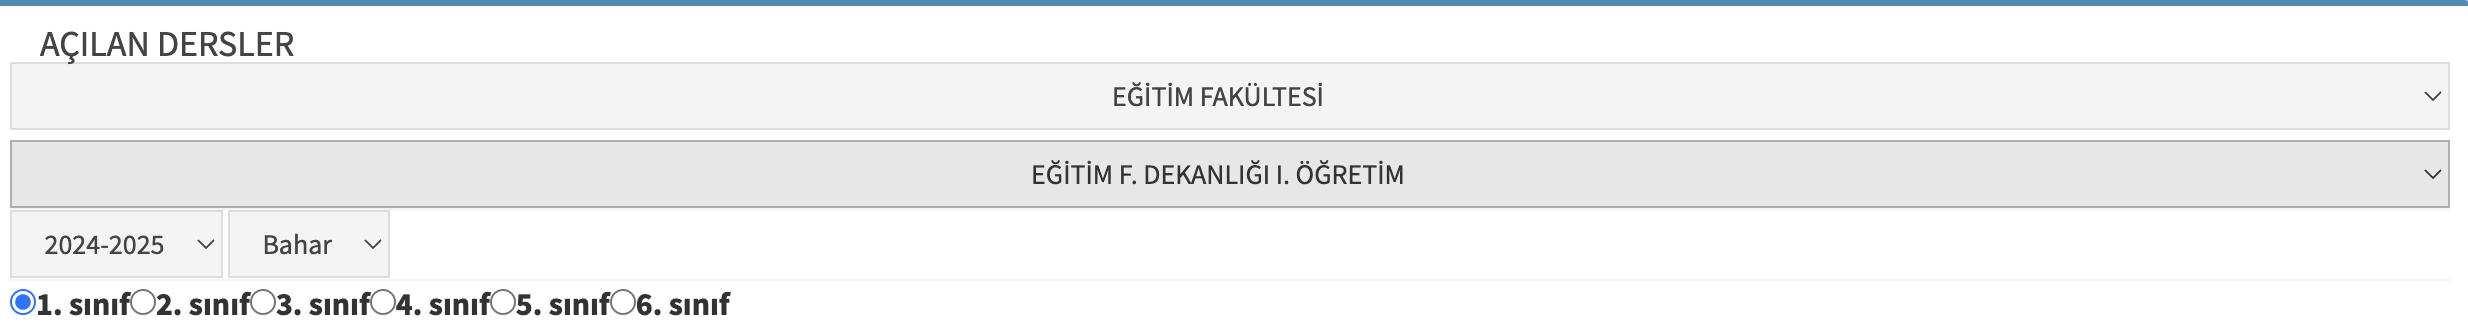 AÇILAN DERSLER
EĞİTİM FAKÜLTESİ
EĞİTİM F. DEKANLIĞI I. ÖĞRETİM
2024-2025 Bahar
1. sınıf 2. sınıf 3. sınıf 4. sınıf 5. sınıf 6. sınıf